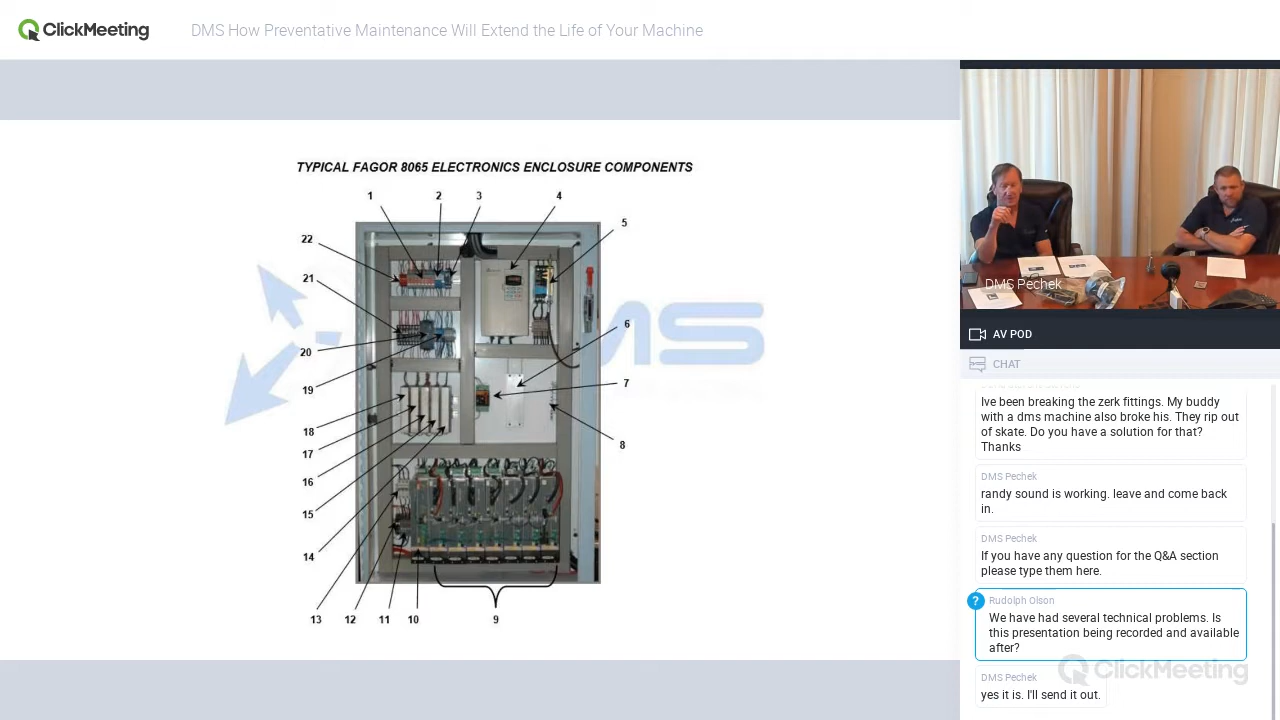 ClickMeeting
DMS How Preventative Maintenance Will Extend the Life of Your Machine
TYPICAL FAGOR 8065 ELECTRONICS ENCLOSURE COMPONENTS
1
2
3
4
5
22
21
6
20
7
19
18
8
17
16
15
14
13
12
11
10
9
DMS
DMS Pechek
AV POD
CHAT
Ive been breaking the zerk fittings. My buddy
with a dms machine also broke his. They rip out
of skate. Do you have a solution for that?
Thanks
DMS Pechek
randy sound is working. leave and come back
in.
DMS Pechek
If you have any question for the Q&A section
please type them here.
?
Rudolph Olson
We have had several technical problems. Is
this presentation being recorded and available
after?
DMS Pechek
yes it is. I'll send it out.
ClickMeeting